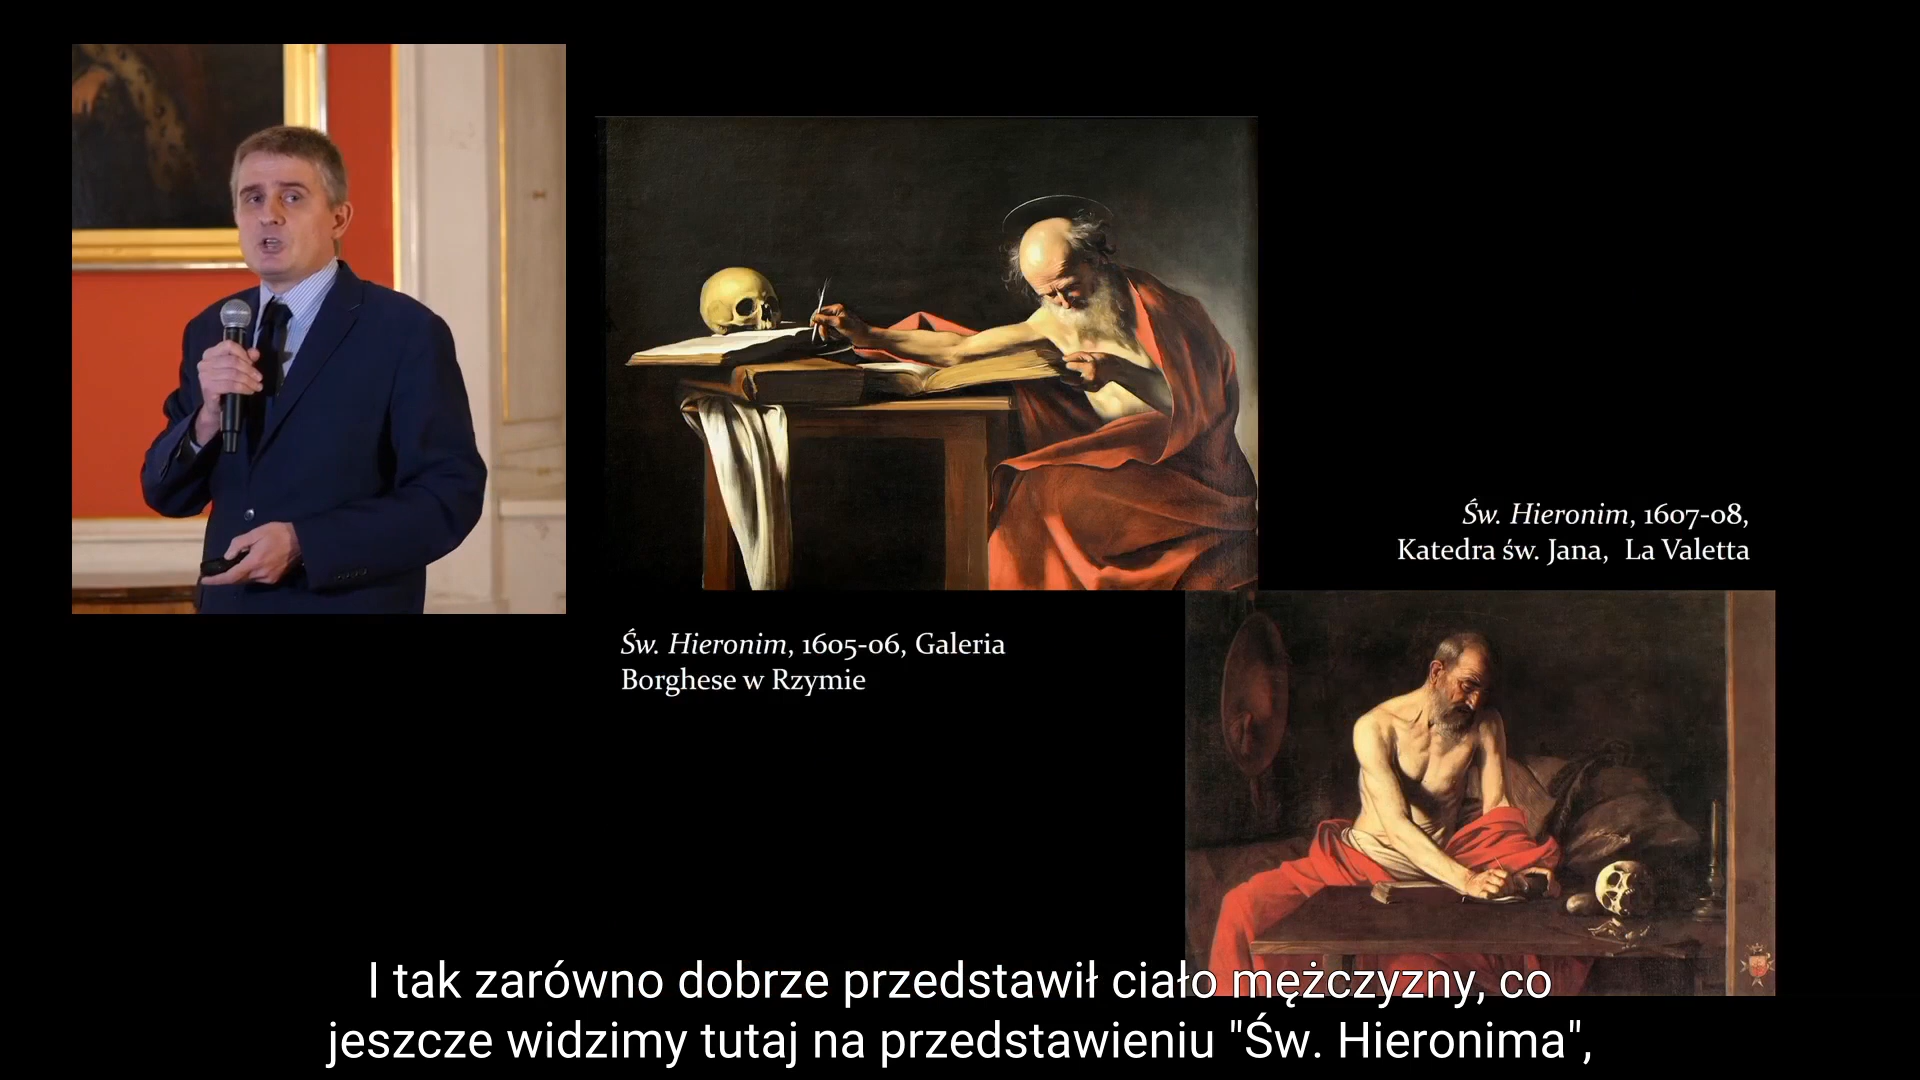 Św. Hieronim, 1607-08,
Katedra św. Jana,  La Valetta
Św. Hieronim, 1605-06, Galeria
Borghese w Rzymie
I tak zarówno dobrze przedstawił ciało mężczyzny, co
jeszcze widzimy tutaj na przedstawieniu "Św. Hieronima",